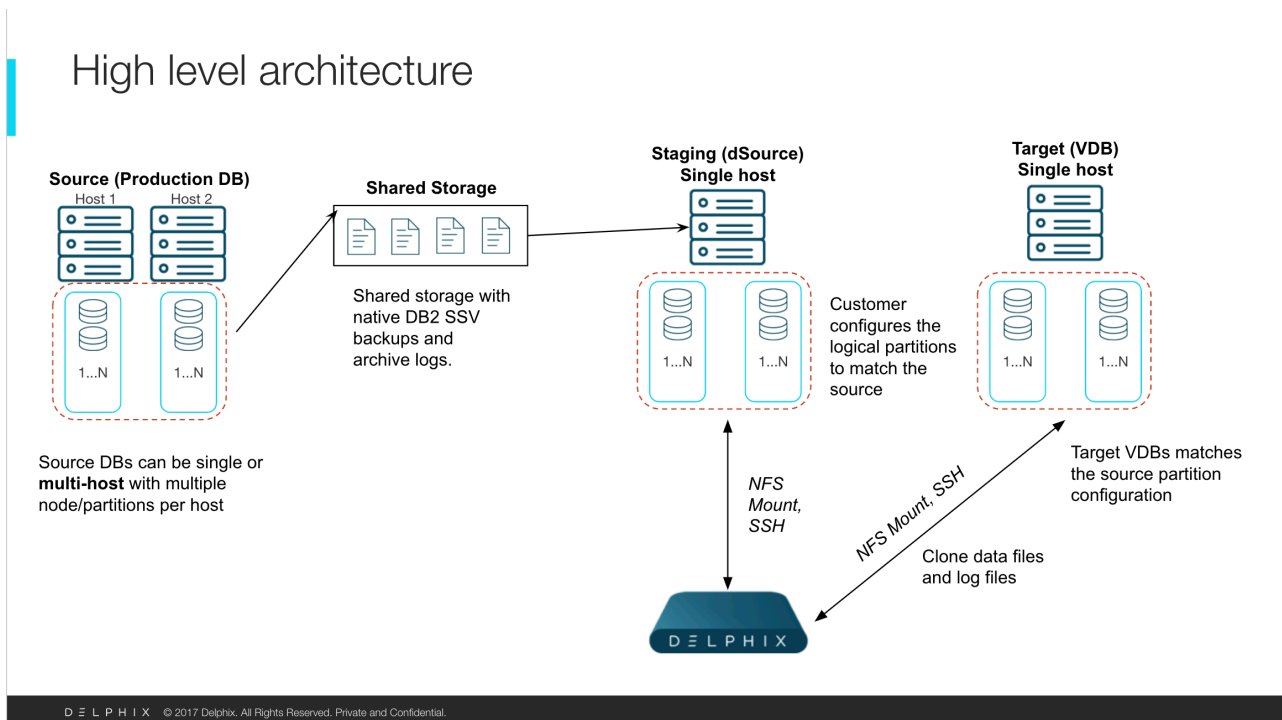 High level architecture
Source (Production DB)
Host 1
Host 2
1...N
1...N
Source DBs can be single or
multi-host with multiple
node/partitions per host
Shared Storage
Shared storage with
native DB2 SSV
backups and
archive logs.
Staging (dSource)
Single host
1...N
1...N
Customer
configures the
logical partitions
to match the
source
Target (VDB)
Single host
1...N
1...N
Target VDBs matches
the source partition
configuration
NFS
Mount,
SSH
NFS Mount, SSH
Clone data files
and log files
DELPHIX
DELPHIX © 2017 Delphix. All Rights Reserved. Private and Confidential.